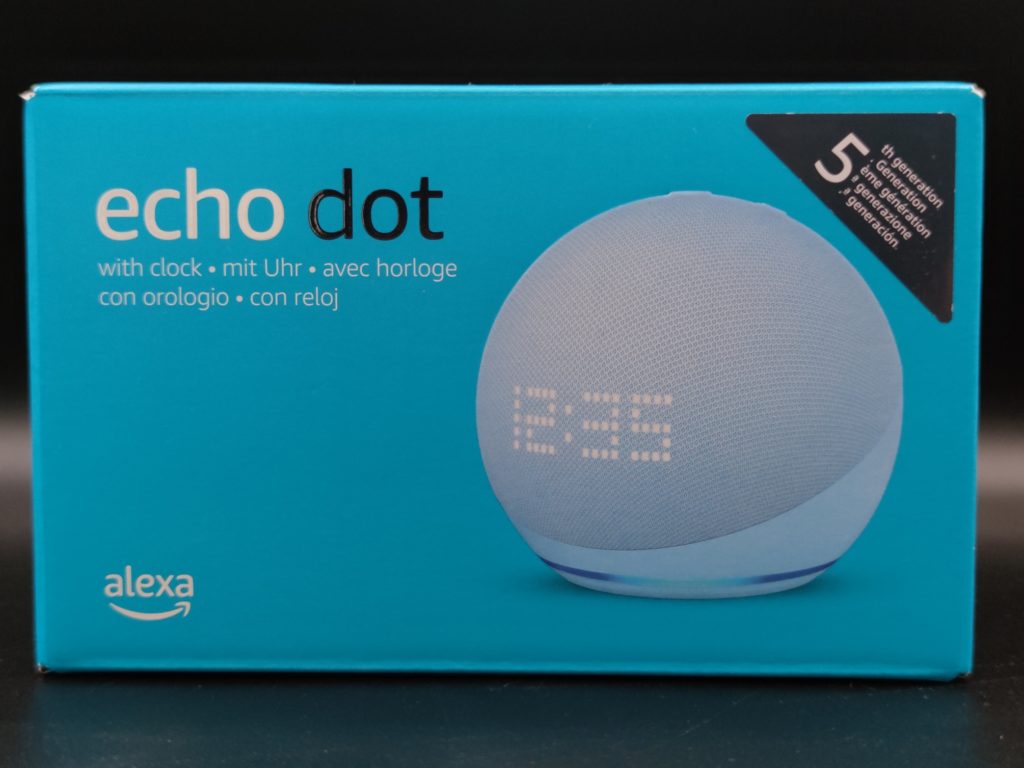 echo dot
with clock • mit Uhr • avec horloge
con orologio • con reloj
5
th generation
. Generation
ème génération
ª generazione
.ª generación.
12:35
alexa